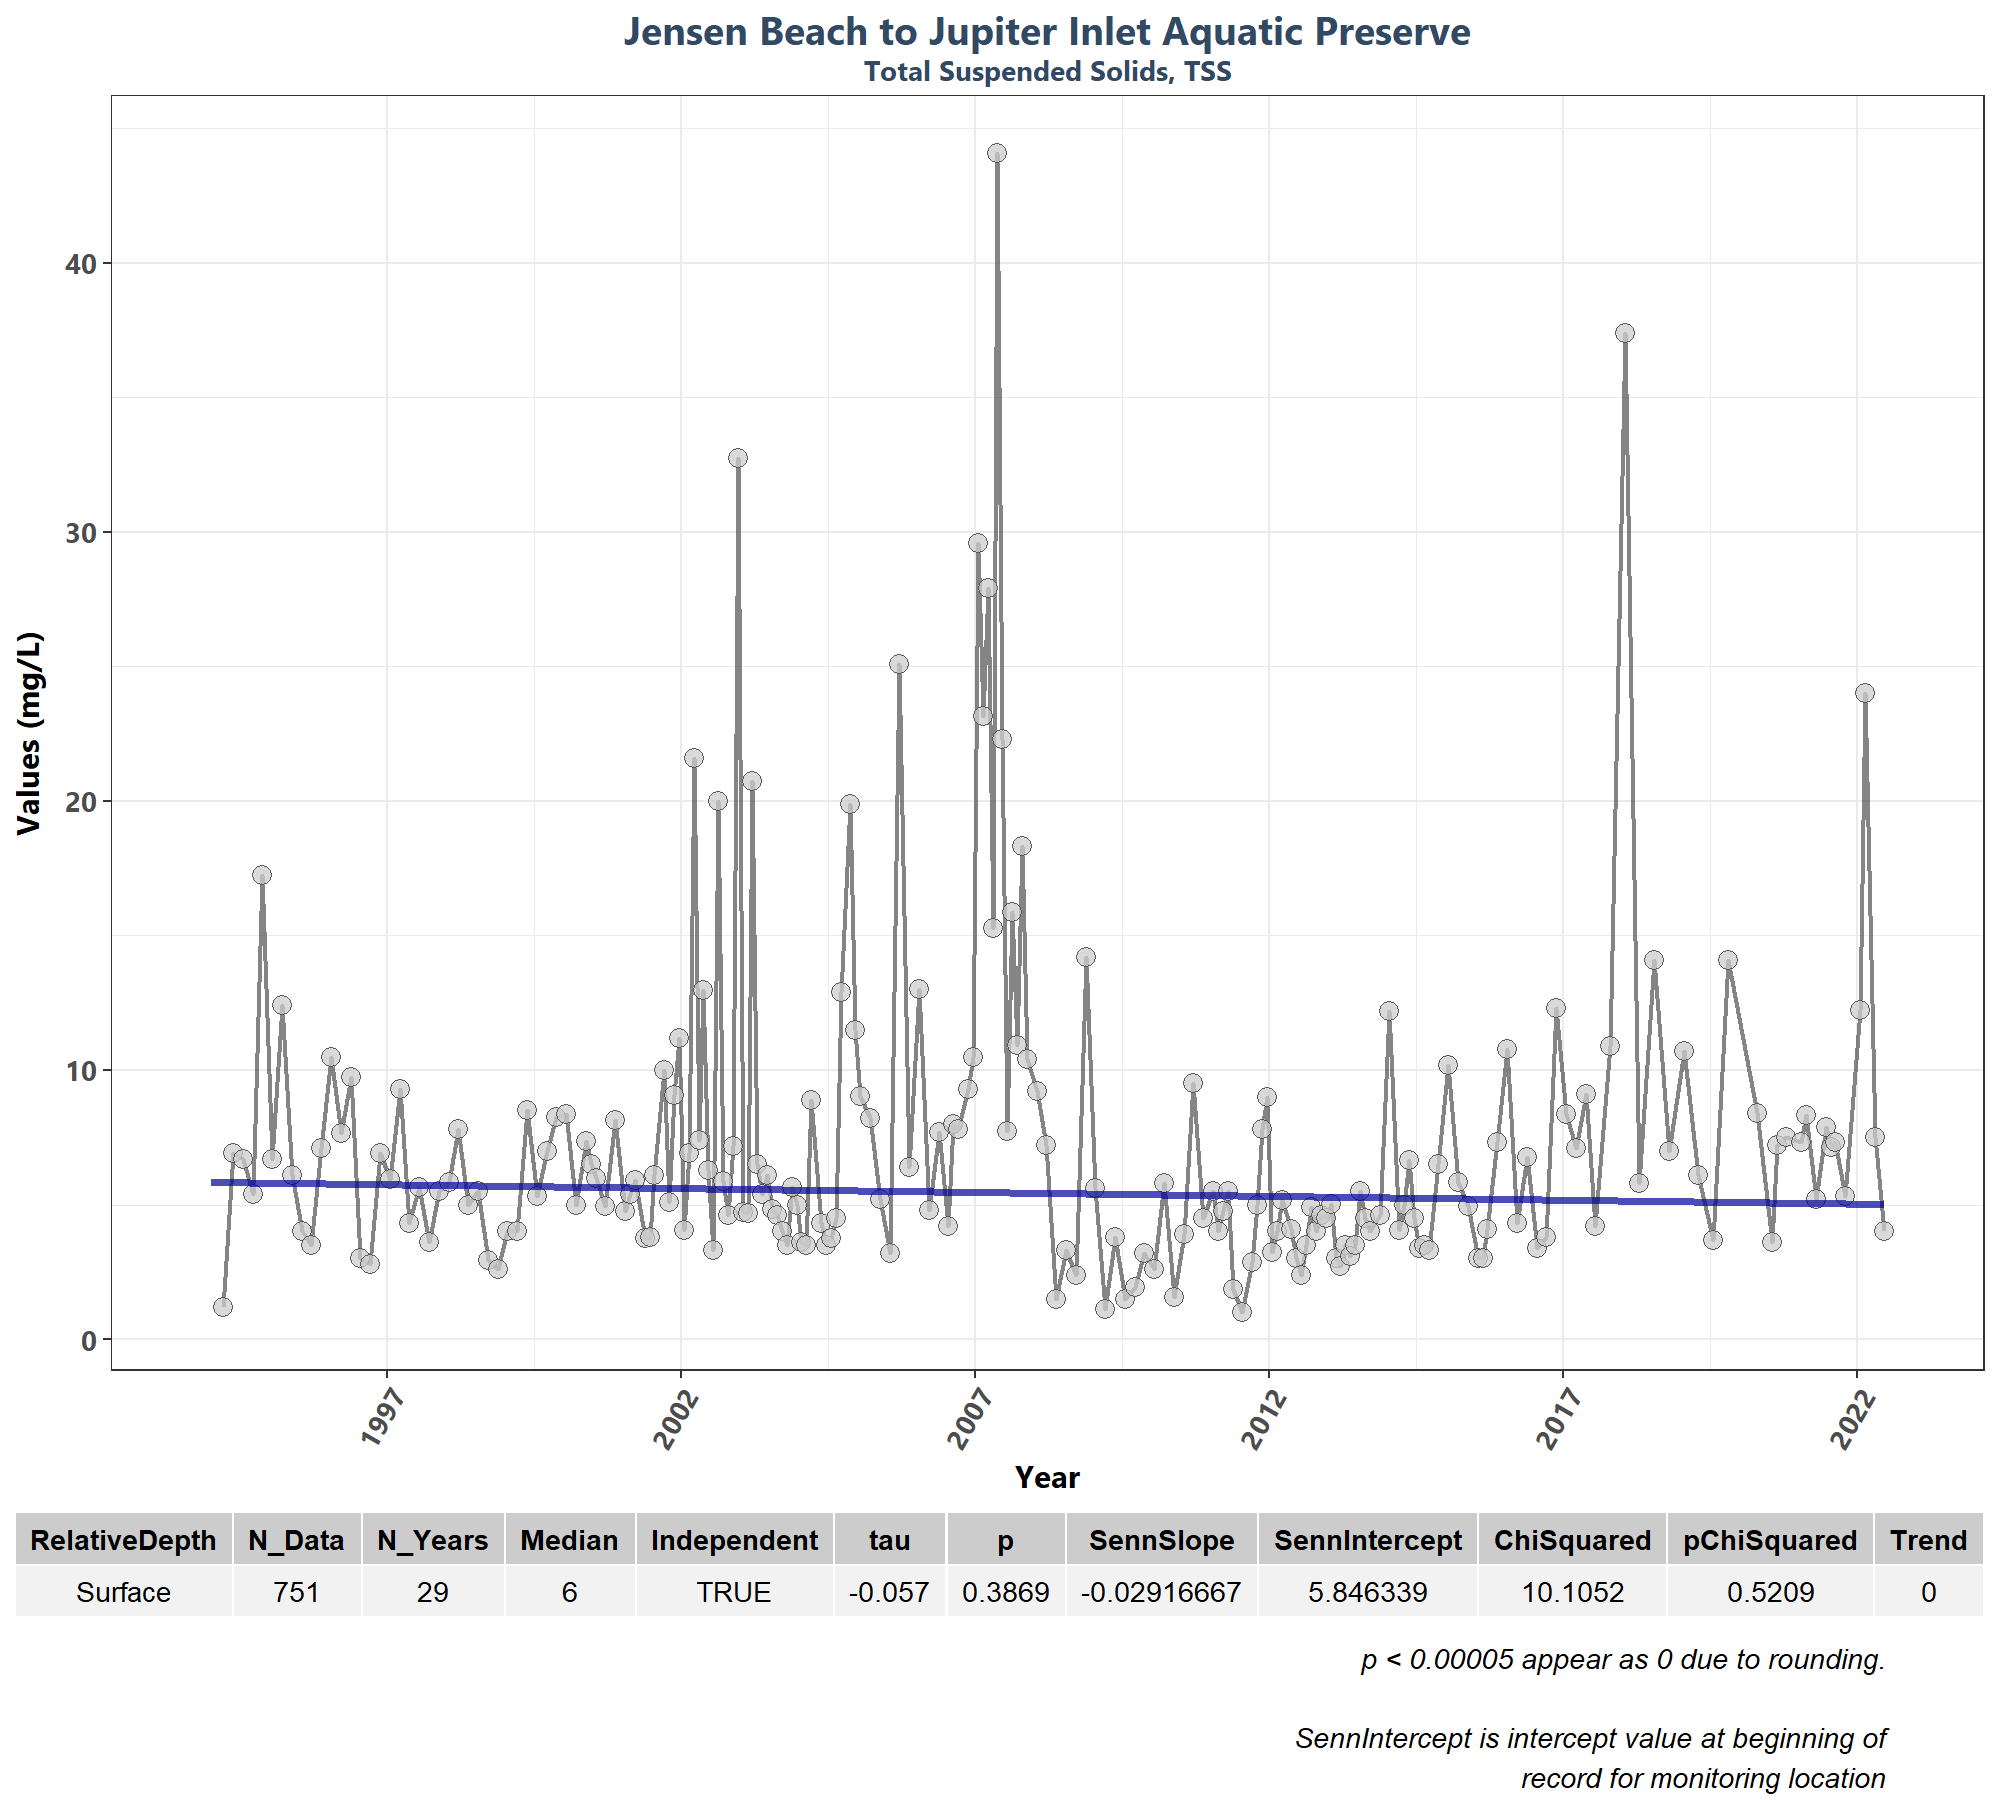 Jensen Beach to Jupiter Inlet Aquatic Preserve
Total Suspended Solids, TSS
Values (mg/L)
40
30
20
10
0
1997
2002
2007
2012
2017
2022
Year
RelativeDepth N_Data N_Years Median Independent tau p SennSlope SennIntercept ChiSquared pChiSquared Trend
Surface 751 29 6 TRUE -0.057 0.3869 -0.02916667 5.846339 10.1052 0.5209 0
p < 0.00005 appear as 0 due to rounding.
SennIntercept is intercept value at beginning of
record for monitoring location